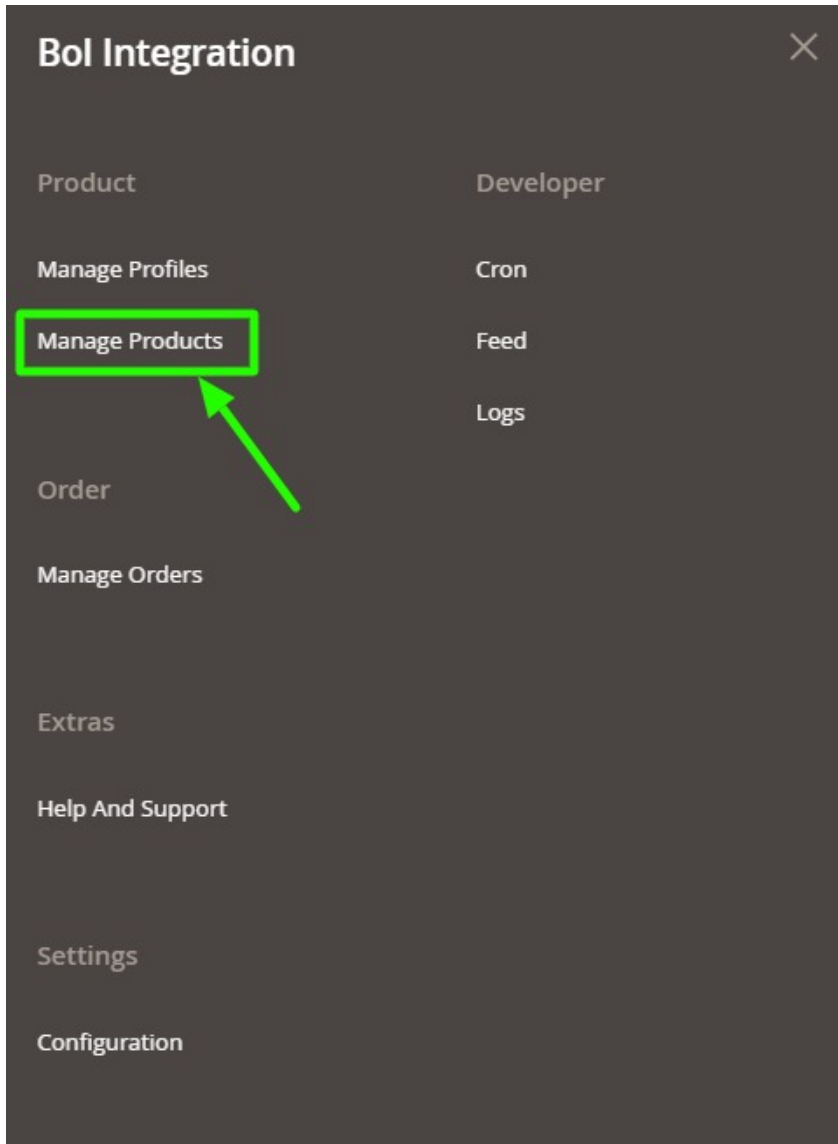 Bol Integration
Product
Manage Profiles
Manage Products
Order
Manage Orders
Extras
Help And Support
Settings
Configuration
Developer
Cron
Feed
Logs